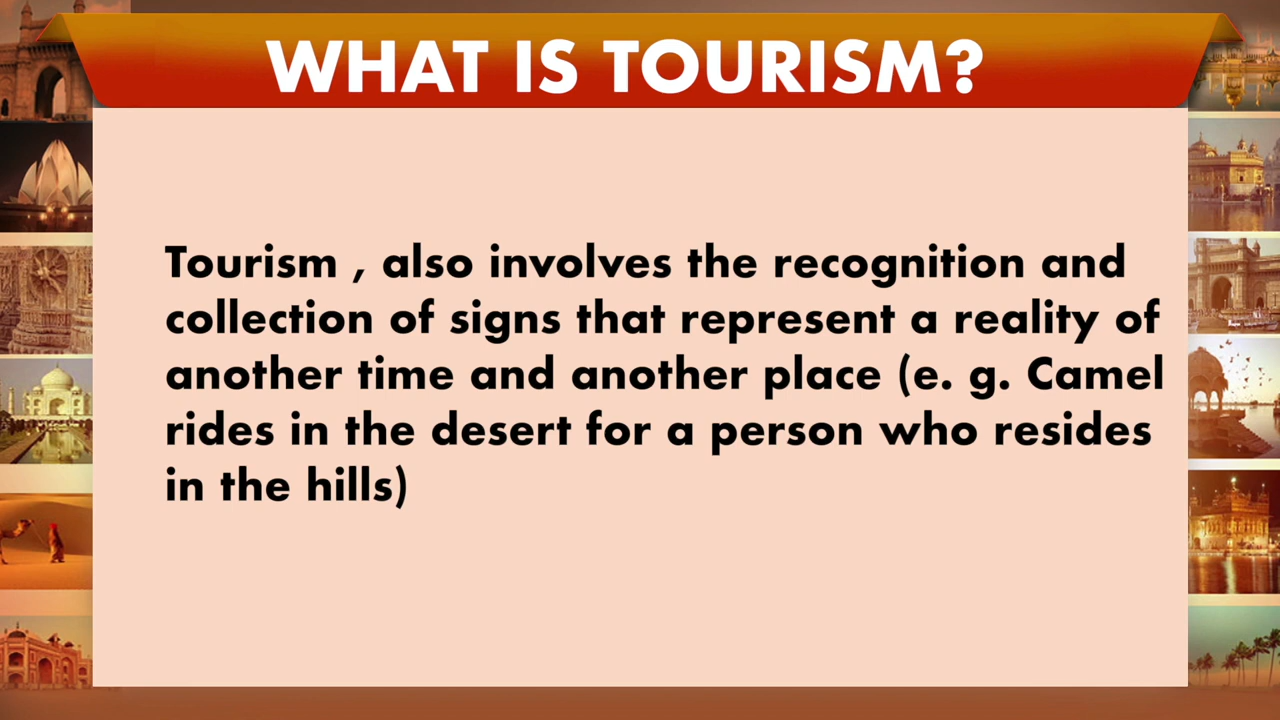 WHAT IS TOURISM?
Tourism , also involves the recognition and
collection of signs that represent a reality of
another time and another place (e. g. Camel
rides in the desert for a person who resides
in the hills)